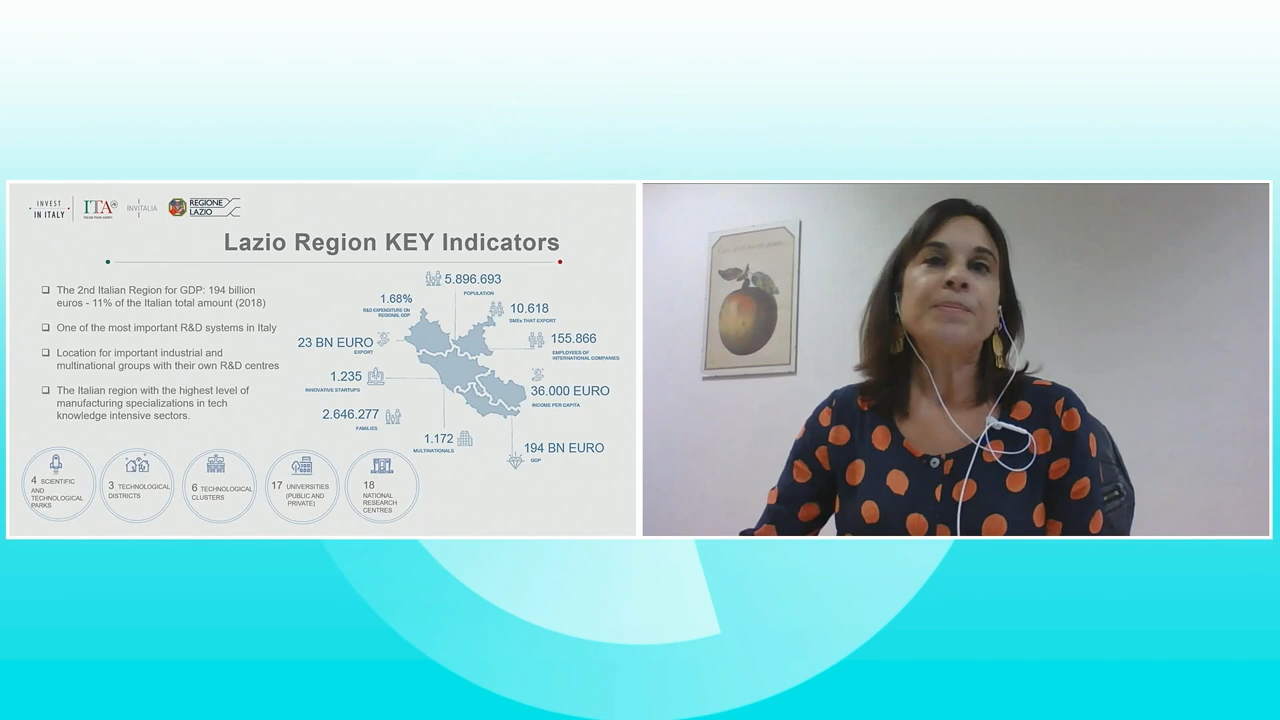 INVEST
IN ITALY
ITA
ITALIAN TRADE AGENCY
INVITALIA
REGIONE
LAZIO
Lazio Region KEY Indicators
The 2nd Italian Region for GDP: 194 billion
euros - 11% of the Italian total amount (2018)
One of the most important R&D systems in Italy
Location for important industrial and
multinational groups with their own R&D centres
The Italian region with the highest level of
manufacturing specializations in tech
knowledge intensive sectors.
5.896.693
POPULATION
1.68%
R&D EXPENDITURE ON
REGIONAL GDP
10.618
SMEs THAT EXPORT
23 BN EURO
EXPORT
155.866
EMPLOYEES OF
INTERNATIONAL COMPANIES
1.235
INNOVATIVE STARTUPS
36.000 EURO
INCOME PER CAPITA
2.646.277
FAMILIES
1.172
MULTINATIONALS
194 BN EURO
GDP
4 SCIENTIFIC
AND
TECHNOLOGICAL
PARKS
3 TECHNOLOGICAL
DISTRICTS
6 TECHNOLOGICAL
CLUSTERS
17 UNIVERSITIES
(PUBLIC AND
PRIVATE)
18
NATIONAL
RESEARCH
CENTRES